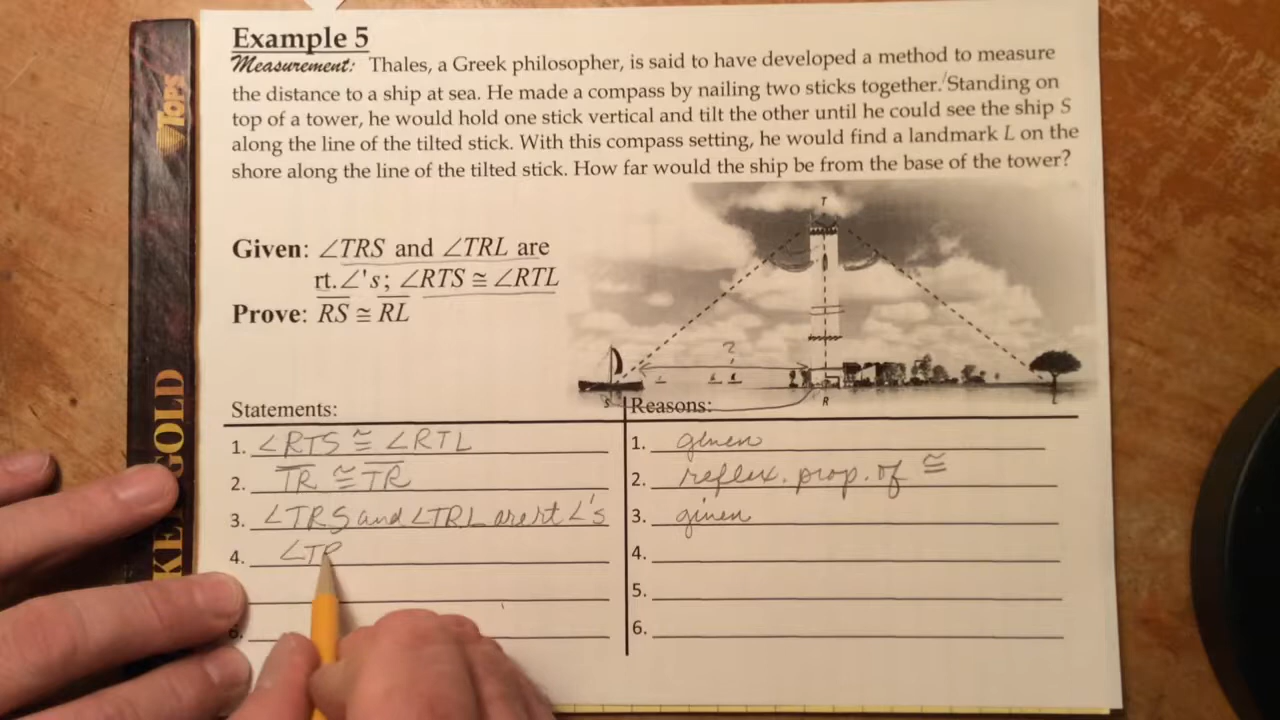 Example 5
Measurement: Thales, a Greek philosopher, is said to have developed a method to measure
the distance to a ship at sea. He made a compass by nailing two sticks together. Standing on
top of a tower, he would hold one stick vertical and tilt the other until he could see the ship S
along the line of the tilted stick. With this compass setting, he would find a landmark L on the
shore along the line of the tilted stick. How far would the ship be from the base of the tower?
T
Given: ∠TRS and ∠TRL are
rt.∠'s; ∠RTS ≅ ∠RTL
Prove: R̅S̅ ≅ R̅L̅
?
S R L
Statements: Reasons:
1. ∠RTS ≅ ∠RTL 1. given
2. T̅R̅ ≅ T̅R̅ 2. reflex. prop. of ≅
3. ∠TRS and ∠TRL are rt ∠'s 3. given
4. ∠TR 4.
5.
6. 6.
TOPS
KE GOLD